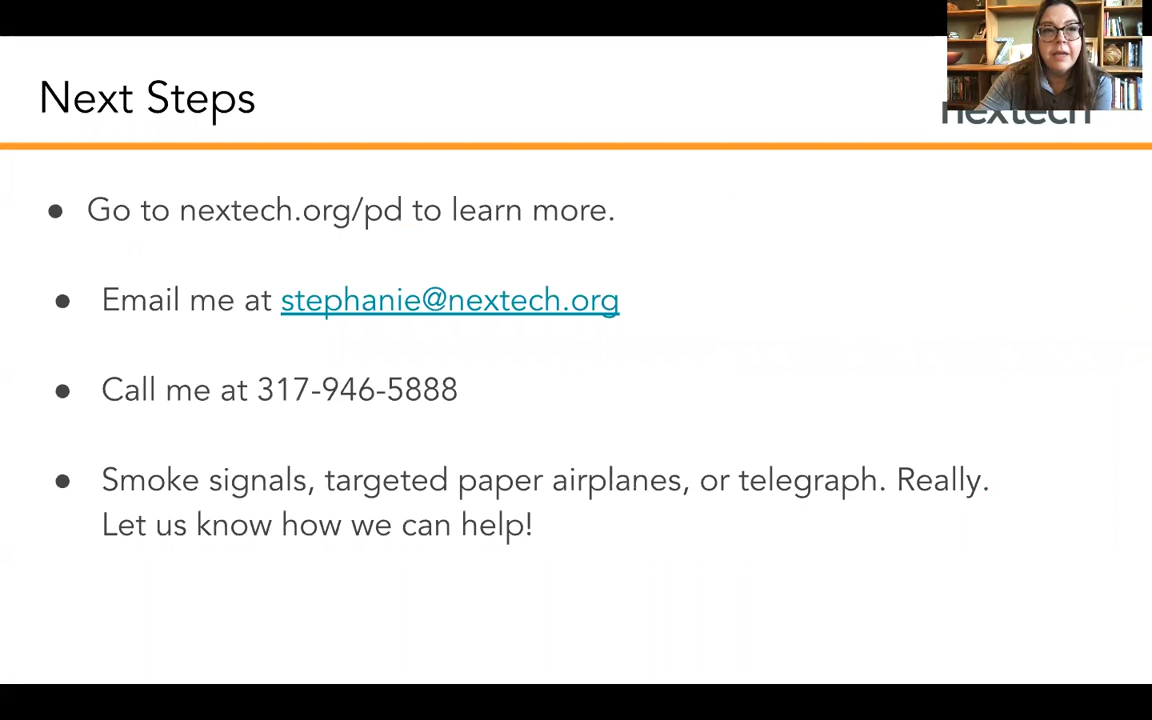 Next Steps
nextech
● Go to nextech.org/pd to learn more.
● Email me at stephanie@nextech.org
● Call me at 317-946-5888
● Smoke signals, targeted paper airplanes, or telegraph. Really.
Let us know how we can help!